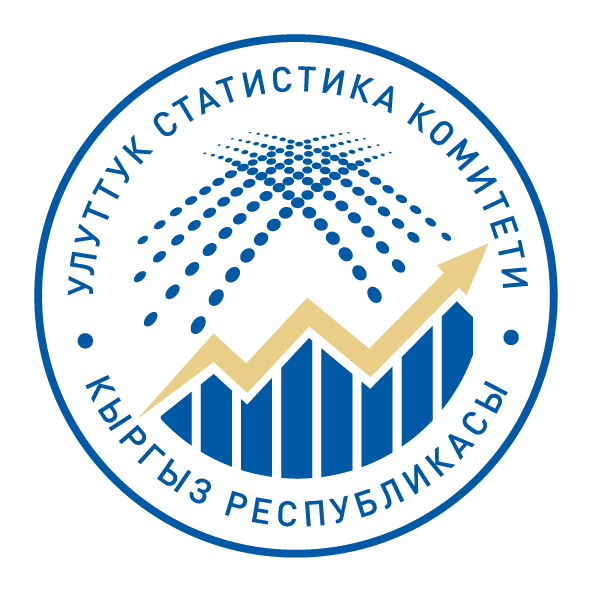 УЛУТТУК СТАТИСТИКА КОМИТЕТИ
КЫРГЫЗ РЕСПУБЛИКАСЫ